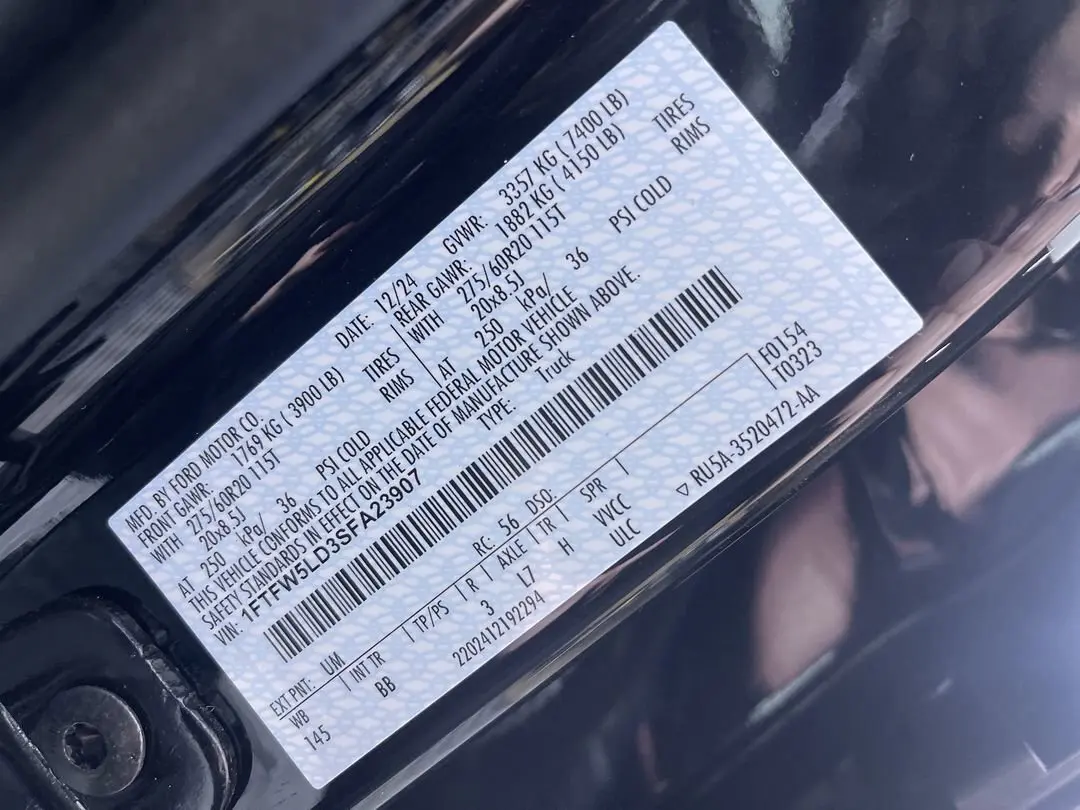 MFD. BY FORD MOTOR CO.
DATE: 12/24 GVWR: 3357 KG ( 7400 LB)
FRONT GAWR: 1769 KG ( 3900 LB) REAR GAWR: 1882 KG ( 4150 LB)
WITH 275/60R20 115T TIRES WITH 275/60R20 115T TIRES
20x8.5J RIMS 20x8.5J RIMS
AT 250 kPa/ 36 PSI COLD AT 250 kPa/ 36 PSI COLD
THIS VEHICLE CONFORMS TO ALL APPLICABLE FEDERAL MOTOR VEHICLE
SAFETY STANDARDS IN EFFECT ON THE DATE OF MANUFACTURE SHOWN ABOVE.
VIN: 1FTFW5LD3SFA23907 TYPE: Truck
F0154
T0323
EXT PNT: UM RC: 56 DSO:
WB INT TR TP/PS R AXLE TR SPR
145 BB 3 L7 H VVCC
ULC
2202412192294
▽ RU5A-3520472-AA